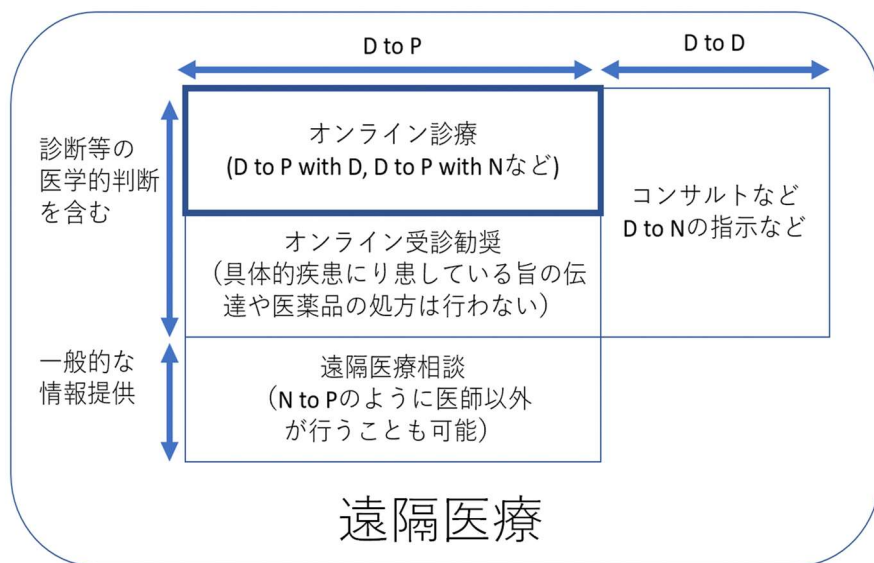 D to P
D to D
診断等の
医学的判断
を含む
オンライン診療
(D to P with D, D to P with Nなど)
コンサルトなど
D to Nの指示など
オンライン受診勧奨
（具体的疾患にり患している旨の伝
達や医薬品の処方は行わない）
一般的な
情報提供
遠隔医療相談
（N to Pのように医師以外
が行うことも可能）
遠隔医療